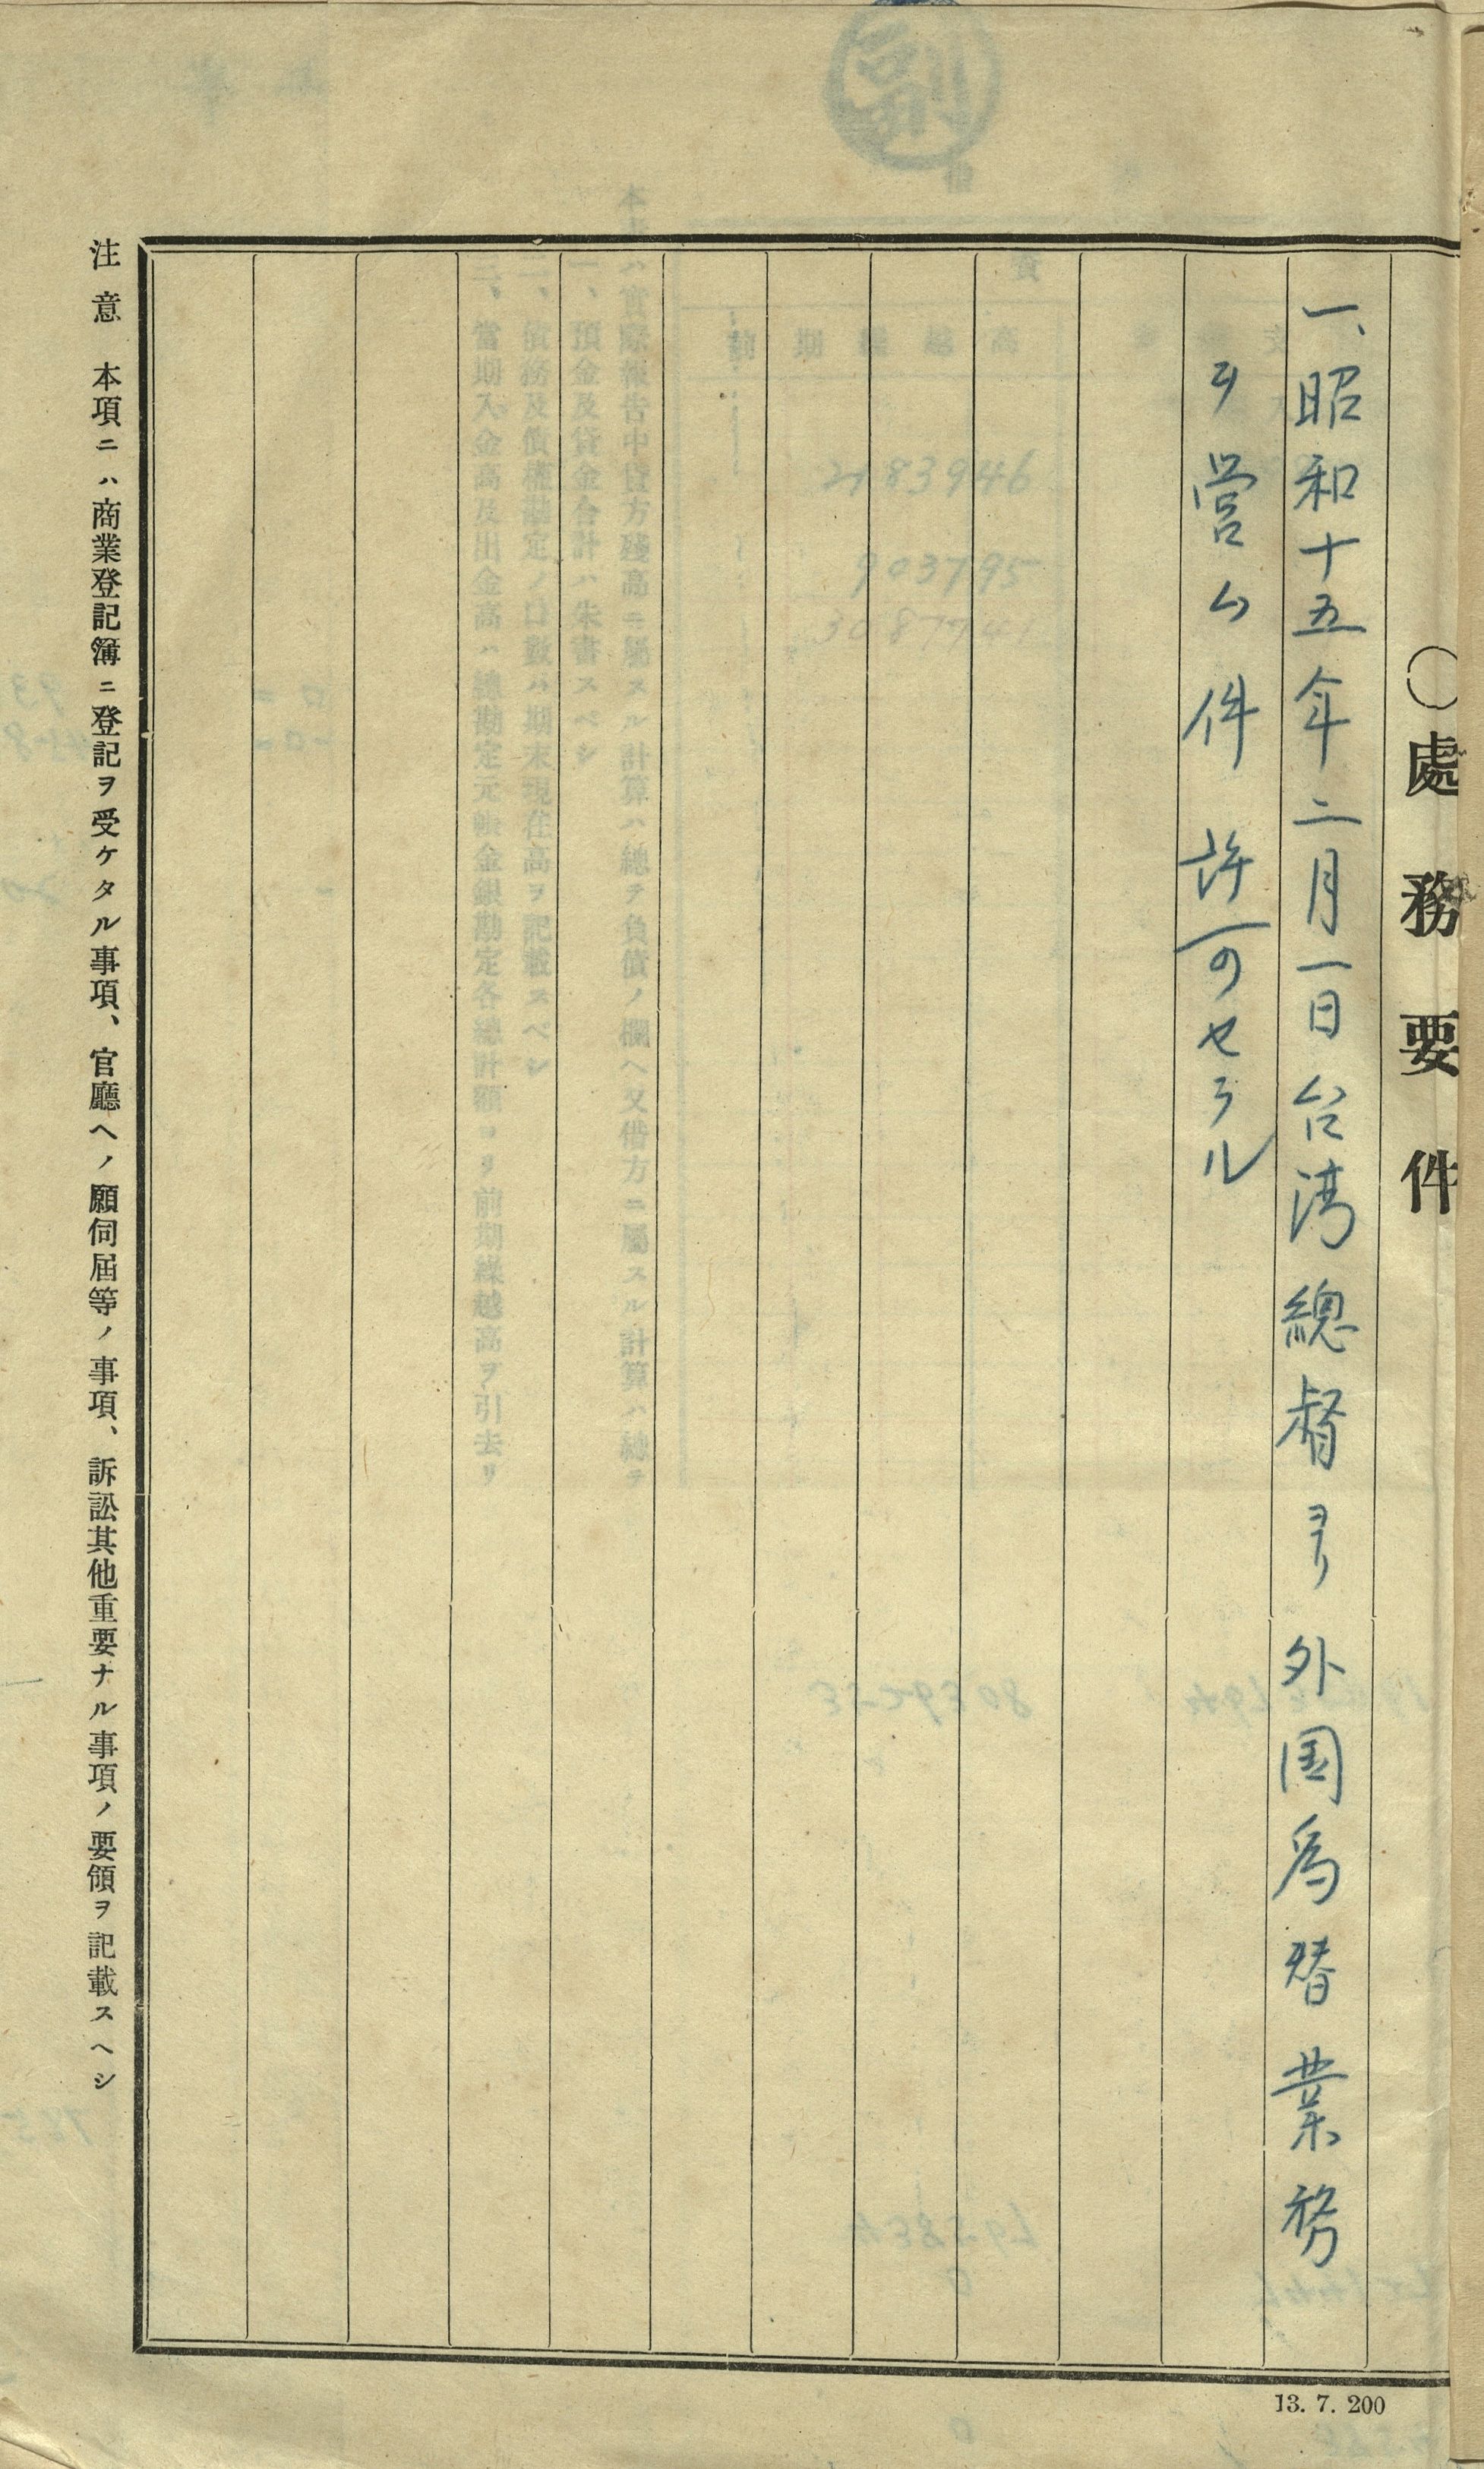 副
〇處務要件
一、昭和十五年二月一日台湾總督ヨリ外国為替業務
ヲ営ム件許可セラル
注意 本項ニハ商業登記簿ニ登記ヲ受ケタル事項、官廳ヘノ願伺屆等ノ事項、訴訟其他重要ナル事項ノ要領ヲ記載スヘシ
13. 7. 200